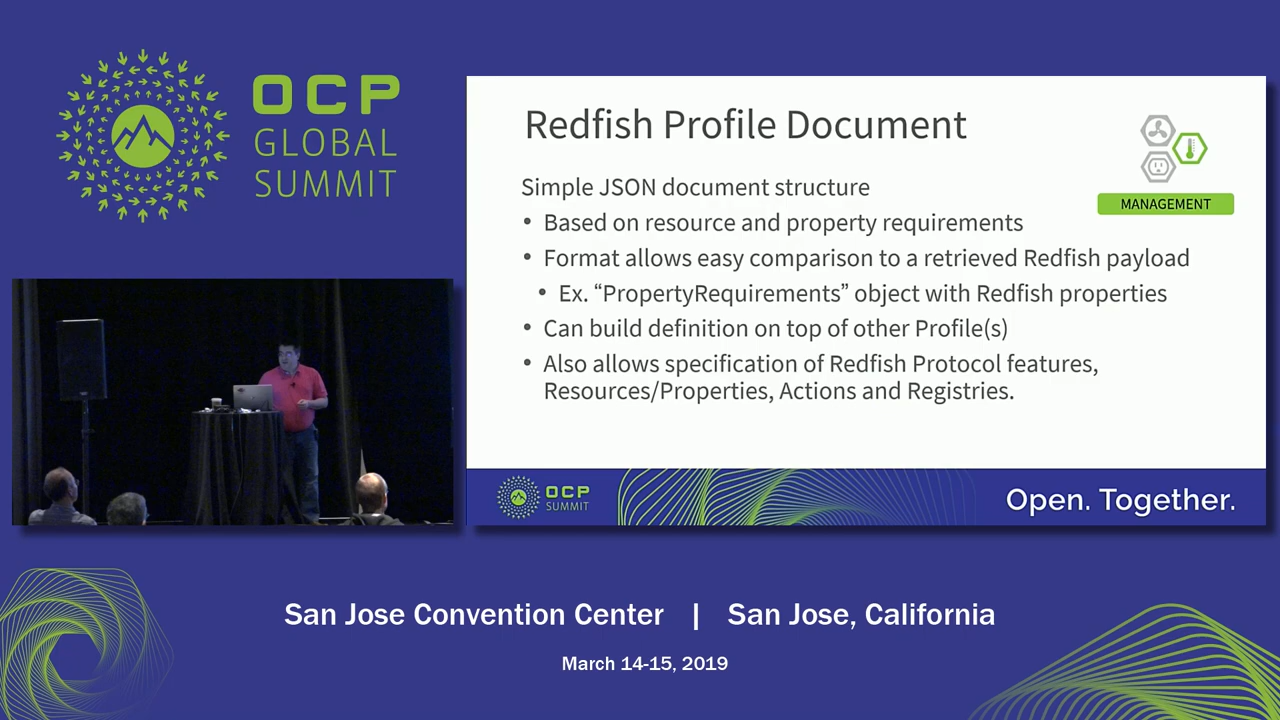 OCP
GLOBAL
SUMMIT
Redfish Profile Document
MANAGEMENT
Simple JSON document structure
• Based on resource and property requirements
• Format allows easy comparison to a retrieved Redfish payload
• Ex. “PropertyRequirements” object with Redfish properties
• Can build definition on top of other Profile(s)
• Also allows specification of Redfish Protocol features,
Resources/Properties, Actions and Registries.
OCP
SUMMIT
Open. Together.
San Jose Convention Center | San Jose, California
March 14-15, 2019